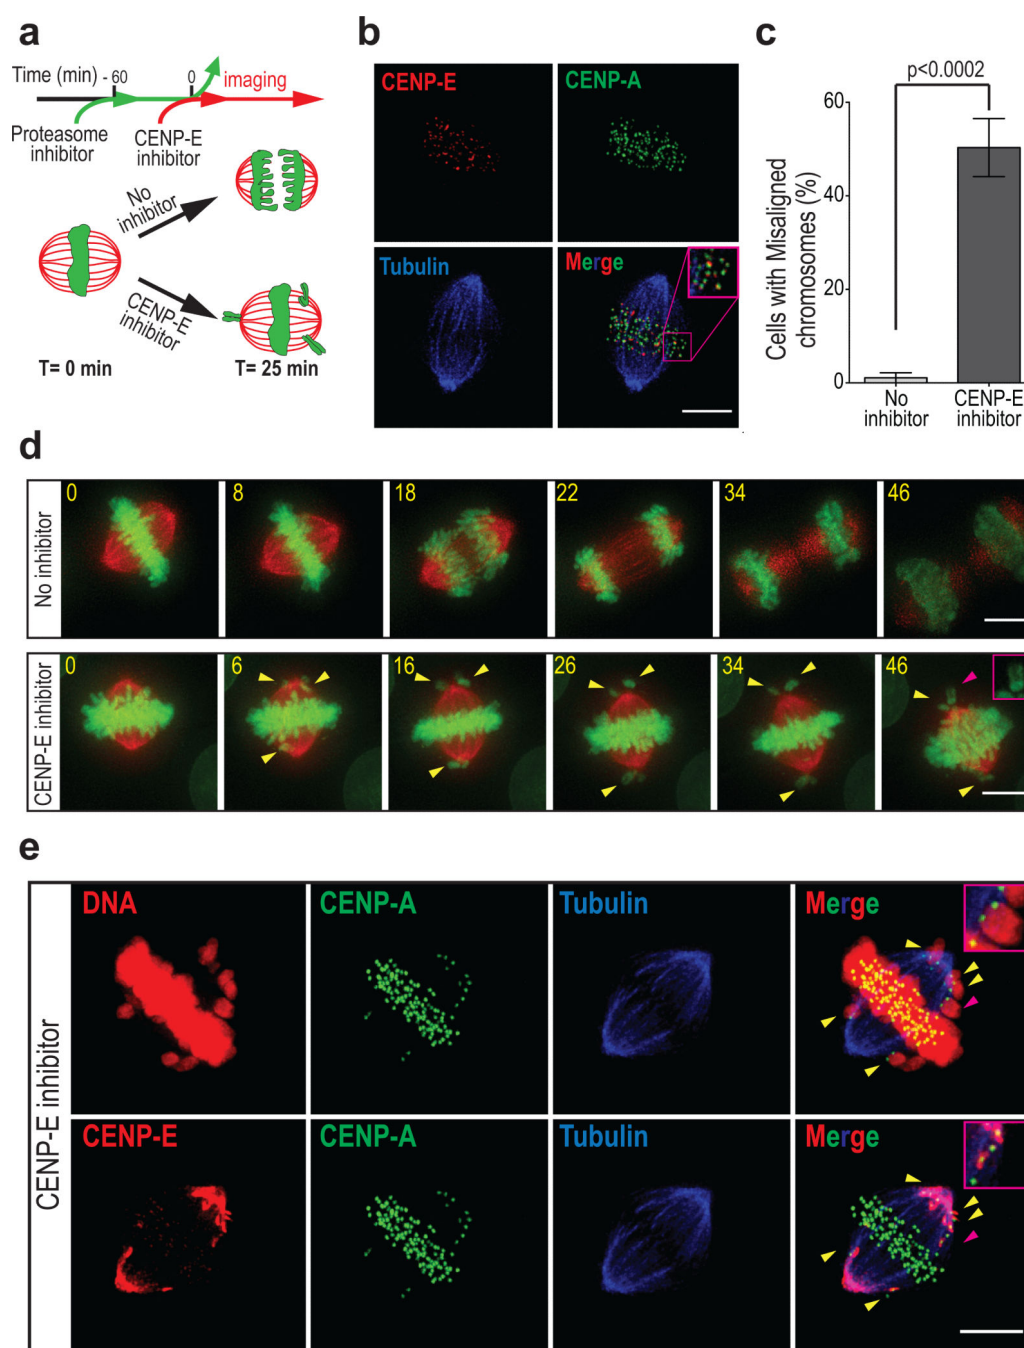 a
Time (min)
- 60
0
imaging
Proteasome
inhibitor
CENP-E
inhibitor
No
inhibitor
CENP-E
inhibitor
T= 0 min
T= 25 min
b
CENP-E
CENP-A
Tubulin
Merge
c
p<0.0002
Cells with Misaligned
chromosomes (%)
60
40
20
0
No
inhibitor
CENP-E
inhibitor
d
No inhibitor
0
8
18
22
34
46
CENP-E inhibitor
0
6
16
26
34
46
e
CENP-E inhibitor
DNA
CENP-A
Tubulin
Merge
CENP-E
CENP-A
Tubulin
Merge